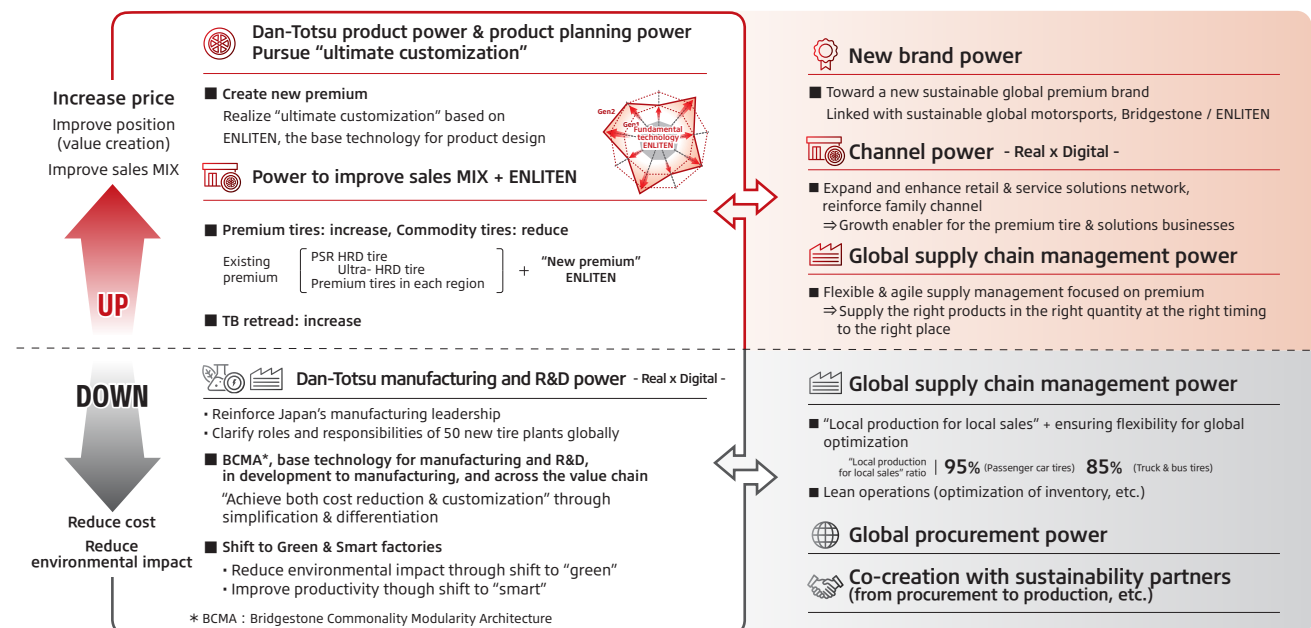 Increase price
Improve position
(value creation)
Improve sales MIX
UP
Dan-Totsu product power & product planning power
Pursue “ultimate customization”
■ Create new premium
Realize “ultimate customization” based on
ENLITEN, the base technology for product design
Gen2
Gen1
Fundamental
technology
ENLITEN
Power to improve sales MIX + ENLITEN
■ Premium tires: increase, Commodity tires: reduce
Existing
premium
PSR HRD tire
Ultra- HRD tire
Premium tires in each region
+
“New premium”
ENLITEN
■ TB retread: increase
New brand power
■ Toward a new sustainable global premium brand
Linked with sustainable global motorsports, Bridgestone / ENLITEN
Channel power - Real x Digital -
■ Expand and enhance retail & service solutions network,
reinforce family channel
⇒Growth enabler for the premium tire & solutions businesses
Global supply chain management power
■ Flexible & agile supply management focused on premium
⇒Supply the right products in the right quantity at the right timing
to the right place
DOWN
Reduce cost
Reduce
environmental impact
Dan-Totsu manufacturing and R&D power - Real x Digital -
・Reinforce Japan’s manufacturing leadership
・Clarify roles and responsibilities of 50 new tire plants globally
■ BCMA*, base technology for manufacturing and R&D,
in development to manufacturing, and across the value chain
“Achieve both cost reduction & customization” through
simplification & differentiation
■ Shift to Green & Smart factories
・Reduce environmental impact through shift to “green”
・Improve productivity though shift to “smart”
＊BCMA：Bridgestone Commonality Modularity Architecture
Global supply chain management power
■ “Local production for local sales” + ensuring flexibility for global
optimization
“Local production
for local sales” ratio
95% (Passenger car tires) 85% (Truck & bus tires)
■ Lean operations (optimization of inventory, etc.)
Global procurement power
Co-creation with sustainability partners
(from procurement to production, etc.)